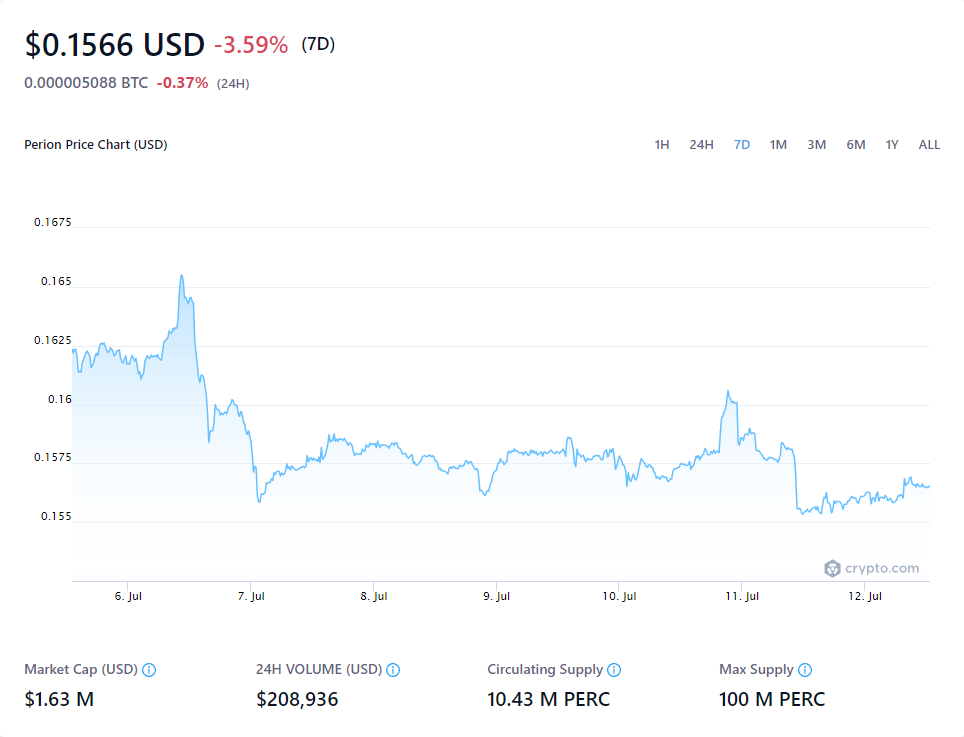 $0.1566 USD -3.59% (7D)
0.000005088 BTC -0.37% (24H)
Perion Price Chart (USD) 1H 24H 7D 1M 3M 6M 1Y ALL
0.1675
0.165
0.1625
0.16
0.1575
0.155
crypto.com
6. Jul 7. Jul 8. Jul 9. Jul 10. Jul 11. Jul 12. Jul
Market Cap (USD) 24H VOLUME (USD) Circulating Supply Max Supply
$1.63 M $208,936 10.43 M PERC 100 M PERC